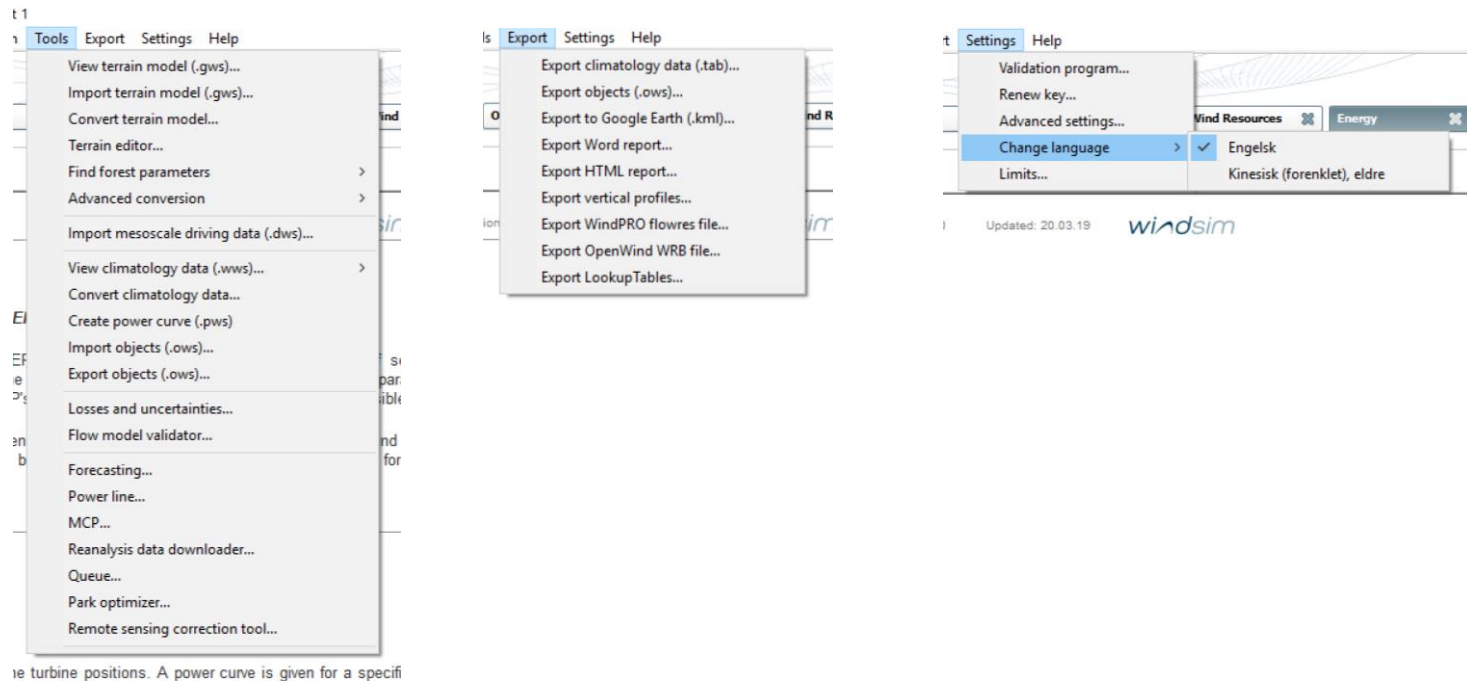 t 1
Tools Export Settings Help
View terrain model (.gws)...
Import terrain model (.gws)...
Convert terrain model...
Terrain editor...
Find forest parameters
Advanced conversion
Import mesoscale driving data (.dws)...
View climatology data (.wws)...
Convert climatology data...
Create power curve (.pws)
Import objects (.ows)...
Export objects (.ows)...
Losses and uncertainties...
Flow model validator...
Forecasting...
Power line...
MCP...
Reanalysis data downloader...
Queue...
Park optimizer...
Remote sensing correction tool...
ne turbine positions. A power curve is given for a specifi
ls Export Settings Help
Export climatology data (.tab)...
Export objects (.ows)...
Export to Google Earth (.kml)...
Export Word report...
Export HTML report...
Export vertical profiles...
Export WindPRO flowres file...
Export OpenWind WRB file...
Export LookupTables...
rt Settings Help
Validation program...
Renew key...
Advanced settings...
Change language
Limits...
Wind Resources Energy
Engelsk
Kinesisk (forenklet), eldre
Updated: 20.03.19 windsim